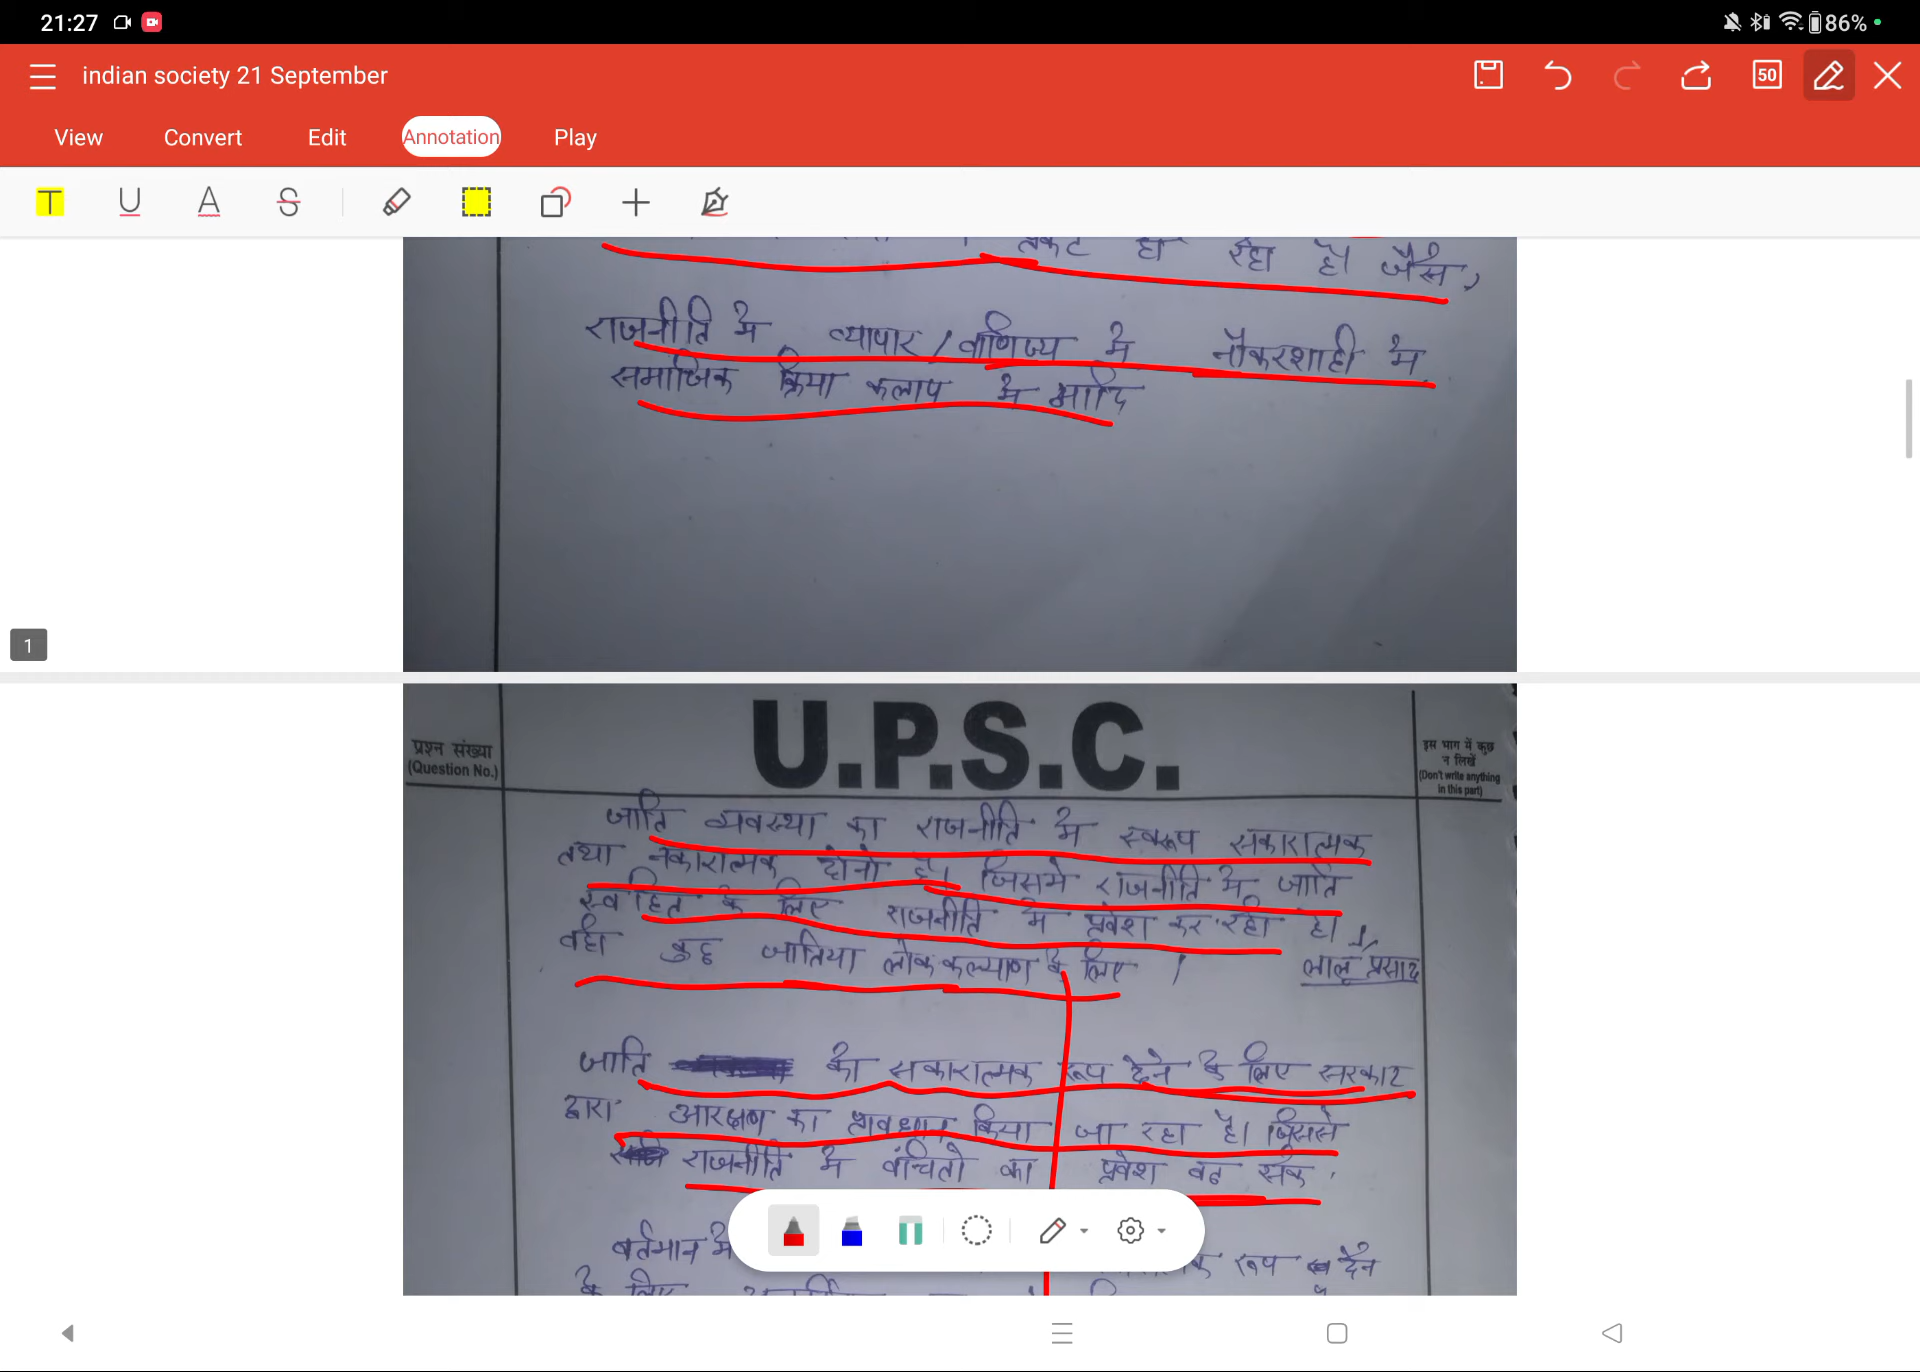 21:27 86%
indian society 21 September 50
View Convert Edit Annotation Play
T U A S
रहा है। जैसे,
राजनीति मे व्यापार / वाणिज्य मे नौकरशाही मे
समाजिक क्रिया कलाप मे आदि
1
U.P.S.C.
प्रश्न संख्या
(Question No.)
इस भाग में कुछ
न लिखें
(Don't write anything
in this part)
जाति व्यवस्था का राजनीति मे स्वरूप सकारात्मक
तथा नकारात्मक दोनो है। जिसमे राजनीति मे जाति
स्वहित के लिए राजनीति मे प्रवेश कर रही है।
वही कुछ जातिया लोककल्याण के लिए। लालू प्रसाद
जाति को सकारात्मक रूप देने के लिए सरकार
द्वारा आरक्षण का प्रावधान किया जा रहा है। जिससे
राजनीति मे वंचितो का प्रवेश बढ सके
वर्तमान मे रूप देने
के लिए